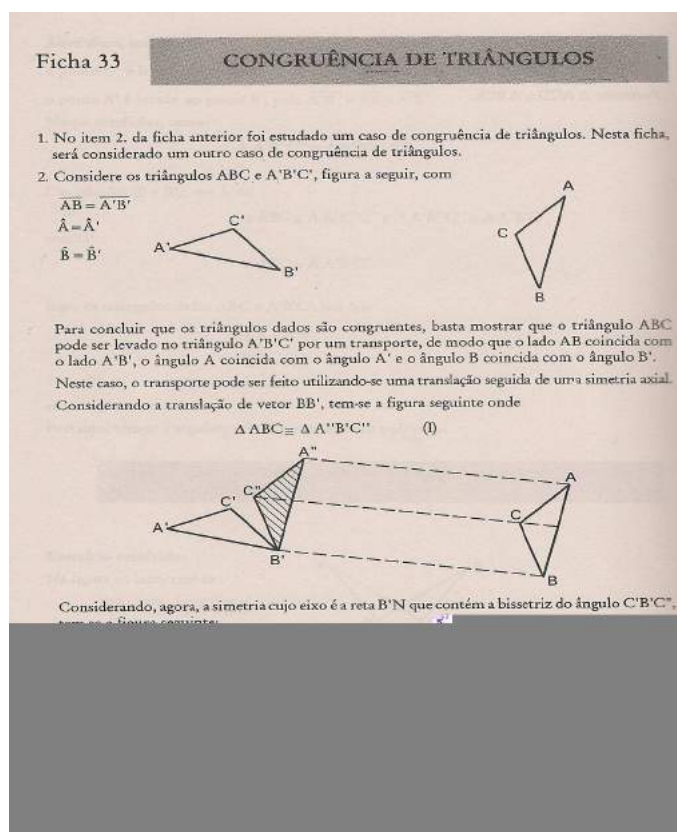 Ficha 33 CONGRUÊNCIA DE TRIÂNGULOS
1. No item 2. da ficha anterior foi estudado um caso de congruência de triângulos. Nesta ficha,
será considerado um outro caso de congruência de triângulos.
2. Considere os triângulos ABC e A'B'C', figura a seguir, com
AB = A'B'
Â = Â'
B̂ = B̂'
A' C' B'
A C B
Para concluir que os triângulos dados são congruentes, basta mostrar que o triângulo ABC
pode ser levado no triângulo A'B'C' por um transporte, de modo que o lado AB coincida com
o lado A'B', o ângulo A coincida com o ângulo A' e o ângulo B coincida com o ângulo B'.
Neste caso, o transporte pode ser feito utilizando-se uma translação seguida de uma simetria axial.
Considerando a translação de vetor BB', tem-se a figura seguinte onde
Δ ABC ≡ Δ A''B'C'' (I)
A'' C'' C' A' B'
A C B
Considerando, agora, a simetria cujo eixo é a reta B'N que contém a bissetriz do ângulo C'B'C'',